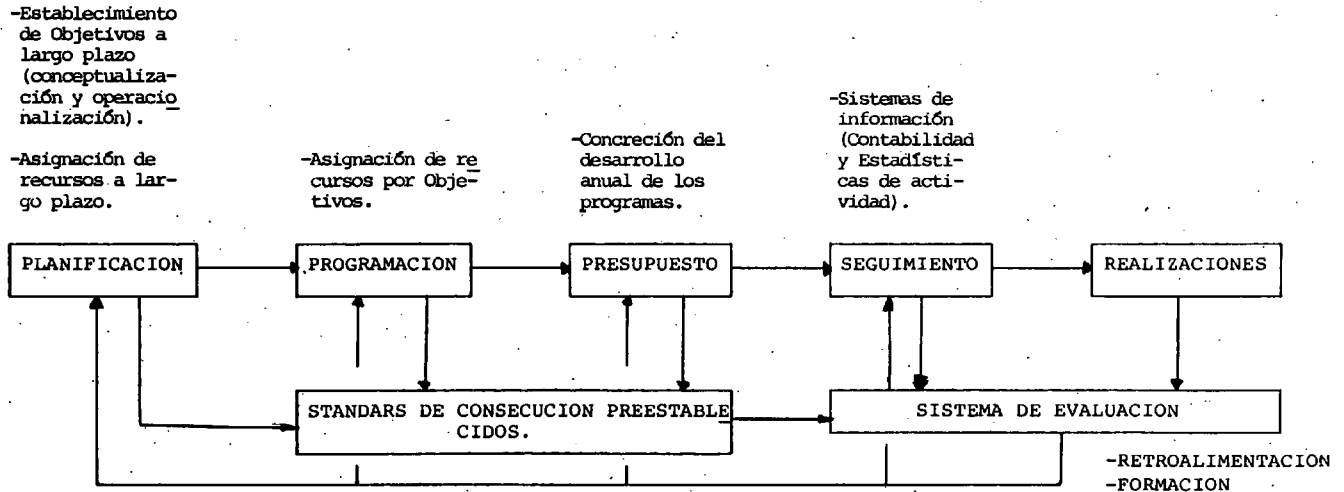 -Establecimiento
de Objetivos a
largo plazo
(conceptualiza-
ción y operacio
nalización).
-Asignación de
recursos a lar-
go plazo.
-Asignación de re
cursos por Obje-
tivos.
-Concreción del
desarrollo
anual de los
programas.
-Sistemas de
información
(Contabilidad
y Estadísti-
cas de acti-
vidad).
PLANIFICACION
PROGRAMACION
PRESUPUESTO
SEGUIMIENTO
REALIZACIONES
STANDARS DE CONSECUCION PREESTABLE
CIDOS.
SISTEMA DE EVALUACION
-RETROALIMENTACION
-FORMACION